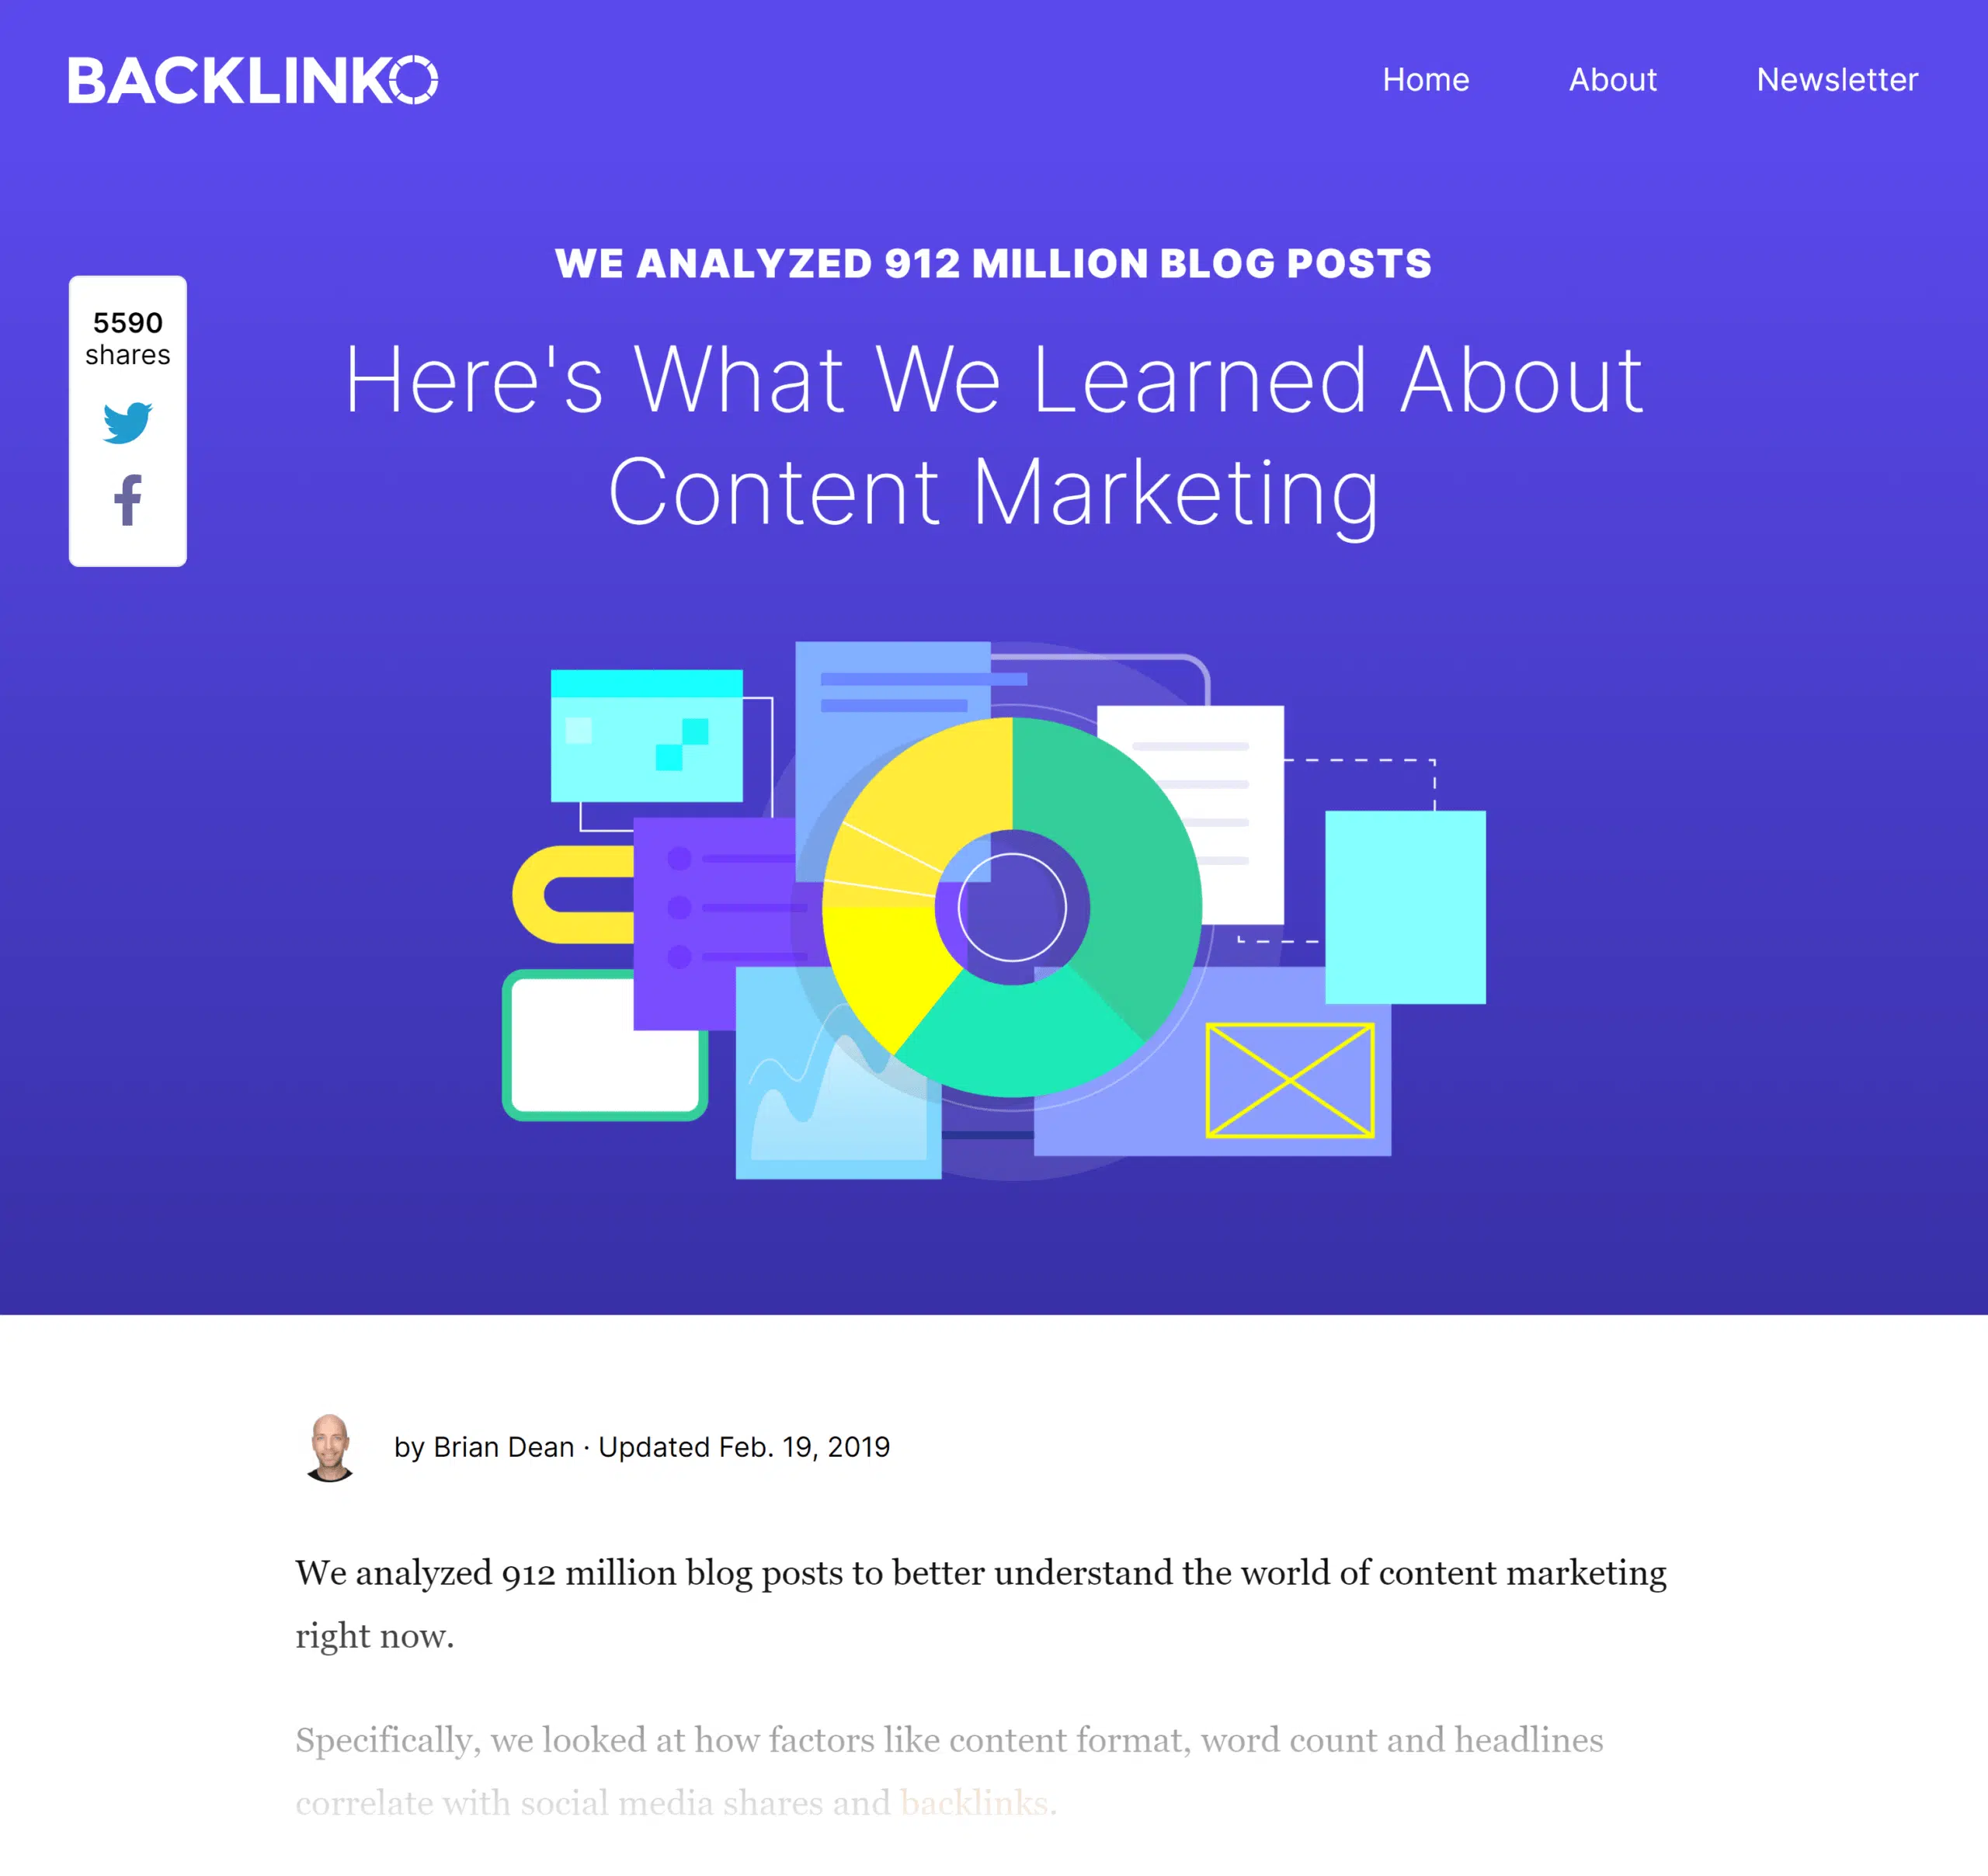 BACKLINKO
Home
About
Newsletter
WE ANALYZED 912 MILLION BLOG POSTS
Here's What We Learned About
Content Marketing
5590
shares
by Brian Dean · Updated Feb. 19, 2019
We analyzed 912 million blog posts to better understand the world of content marketing
right now.
Specifically, we looked at how factors like content format, word count and headlines
correlate with social media shares and backlinks.